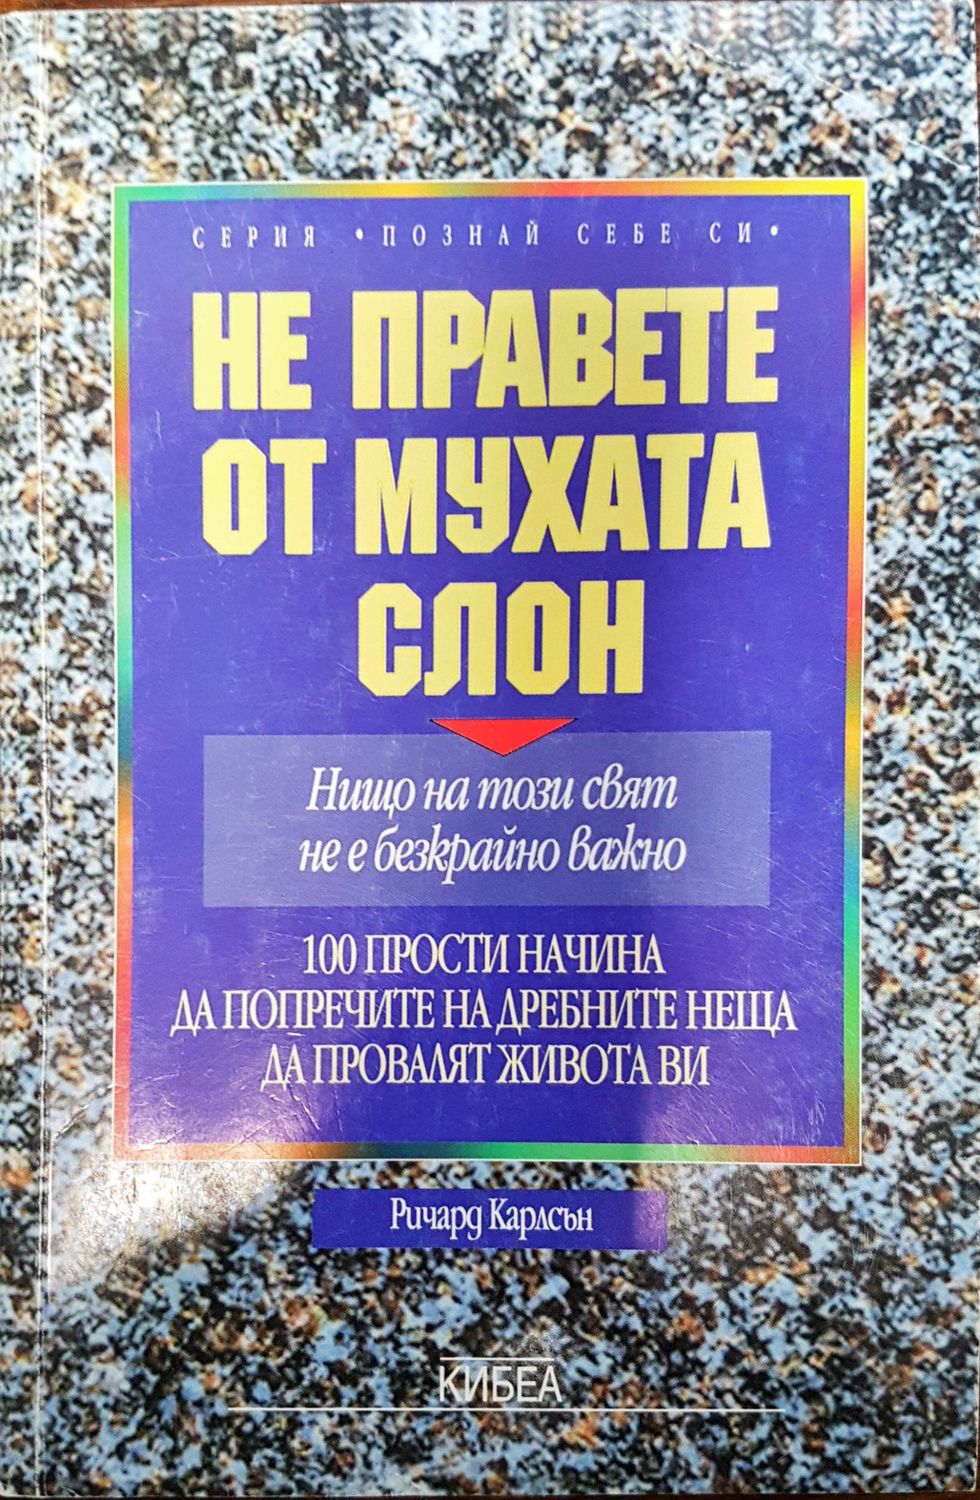 СЕРИЯ • ПОЗНАЙ СЕБЕ СИ •
НЕ ПРАВЕТЕ
ОТ МУХАТА
СЛОН
Нищо на този свят
не е безкрайно важно
100 ПРОСТИ НАЧИНА
ДА ПОПРЕЧИТЕ НА ДРЕБНИТЕ НЕЩА
ДА ПРОВАЛЯТ ЖИВОТА ВИ
Ричард Карлсън
КИБЕА